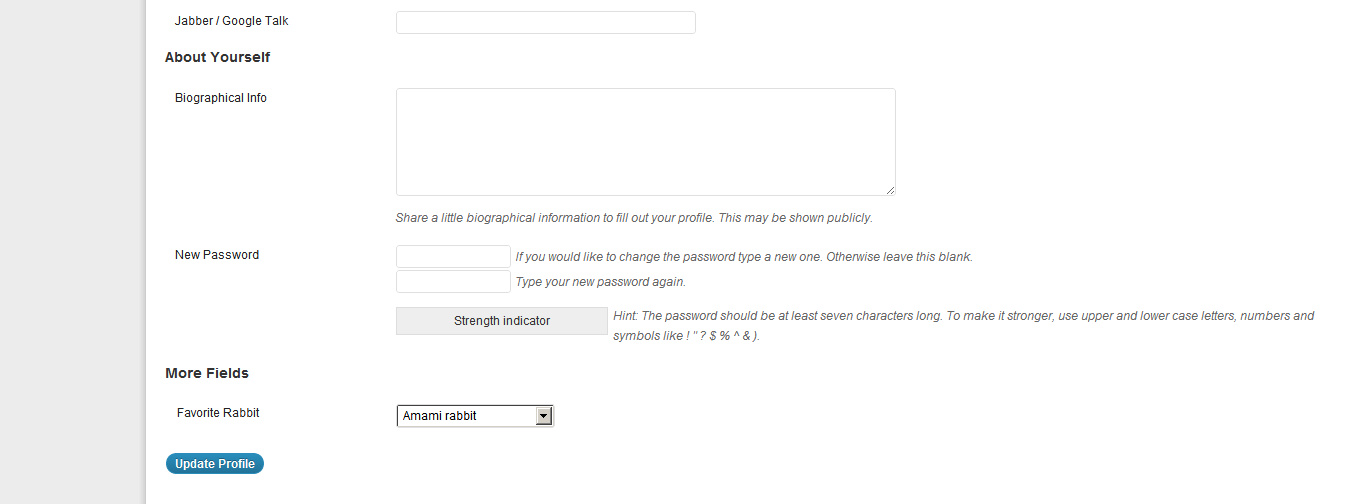 Jabber / Google Talk
About Yourself
Biographical Info
Share a little biographical information to fill out your profile. This may be shown publicly.
New Password
If you would like to change the password type a new one. Otherwise leave this blank.
Type your new password again.
Strength indicator
Hint: The password should be at least seven characters long. To make it stronger, use upper and lower case letters, numbers and
symbols like ! " ? $ % ^ & ).
More Fields
Favorite Rabbit
Amami rabbit
Update Profile